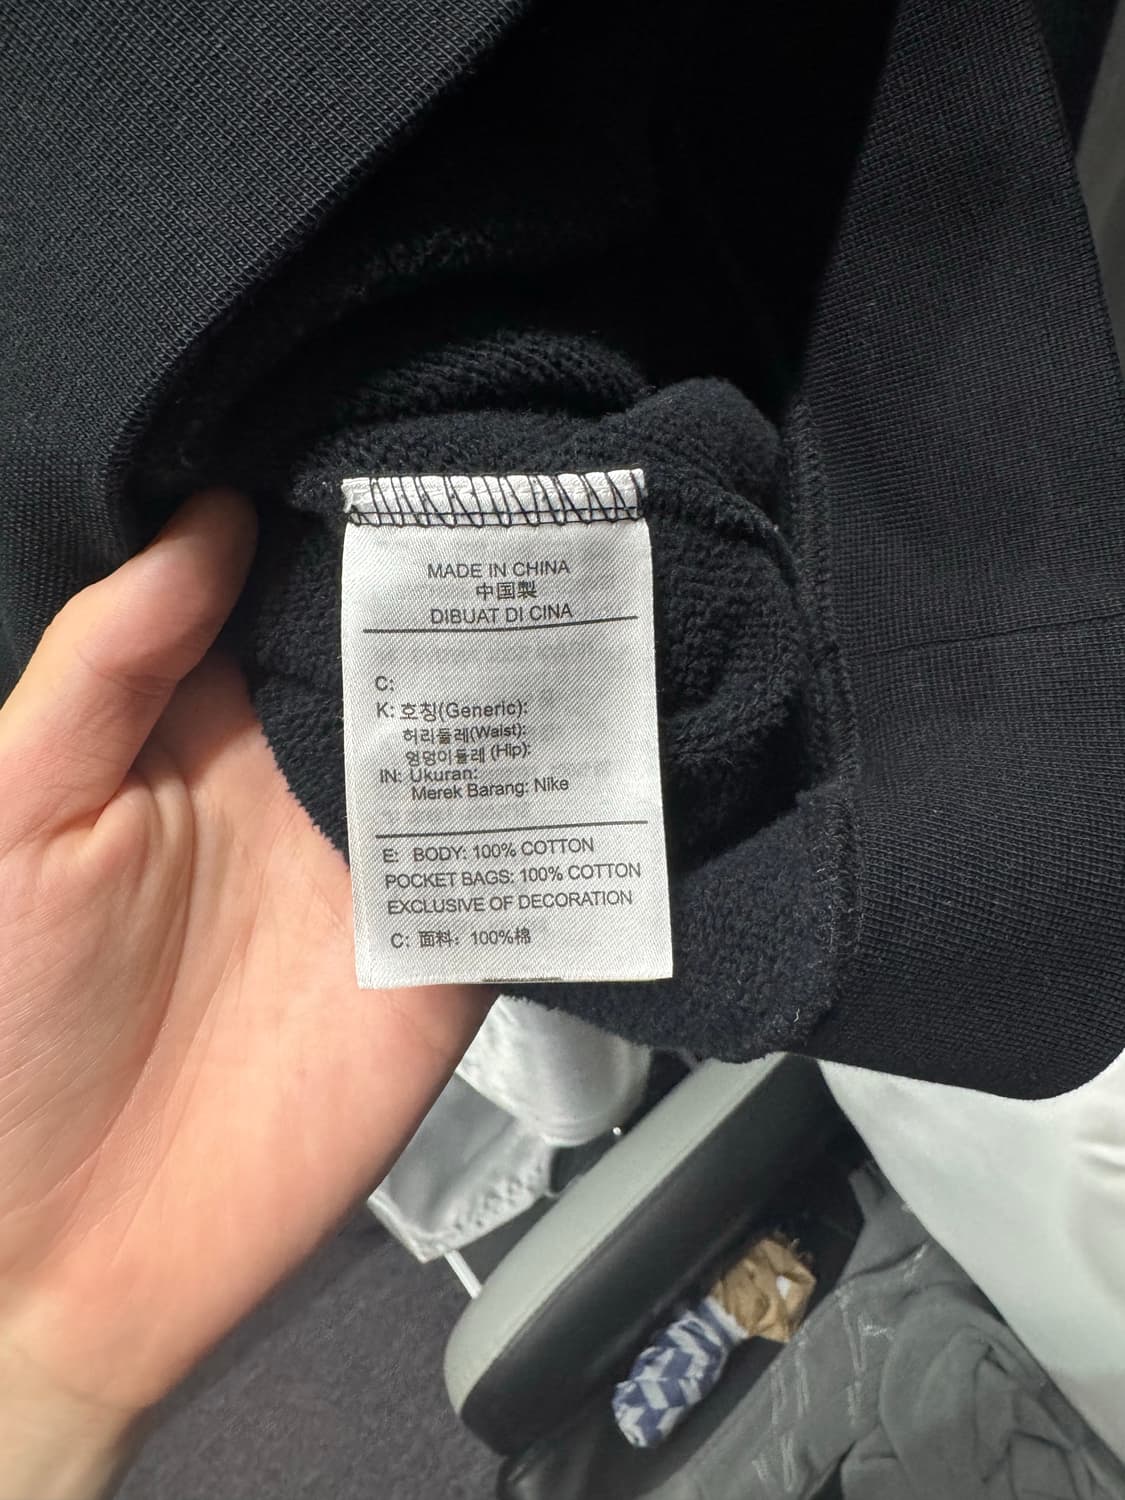 MADE IN CHINA
中国製
DIBUAT DI CINA
C:
K: 호칭(Generic):
허리둘레(Waist):
엉덩이둘레 (Hip):
IN: Ukuran:
Merek Barang: Nike
E: BODY: 100% COTTON
POCKET BAGS: 100% COTTON
EXCLUSIVE OF DECORATION
C: 面料：100%棉